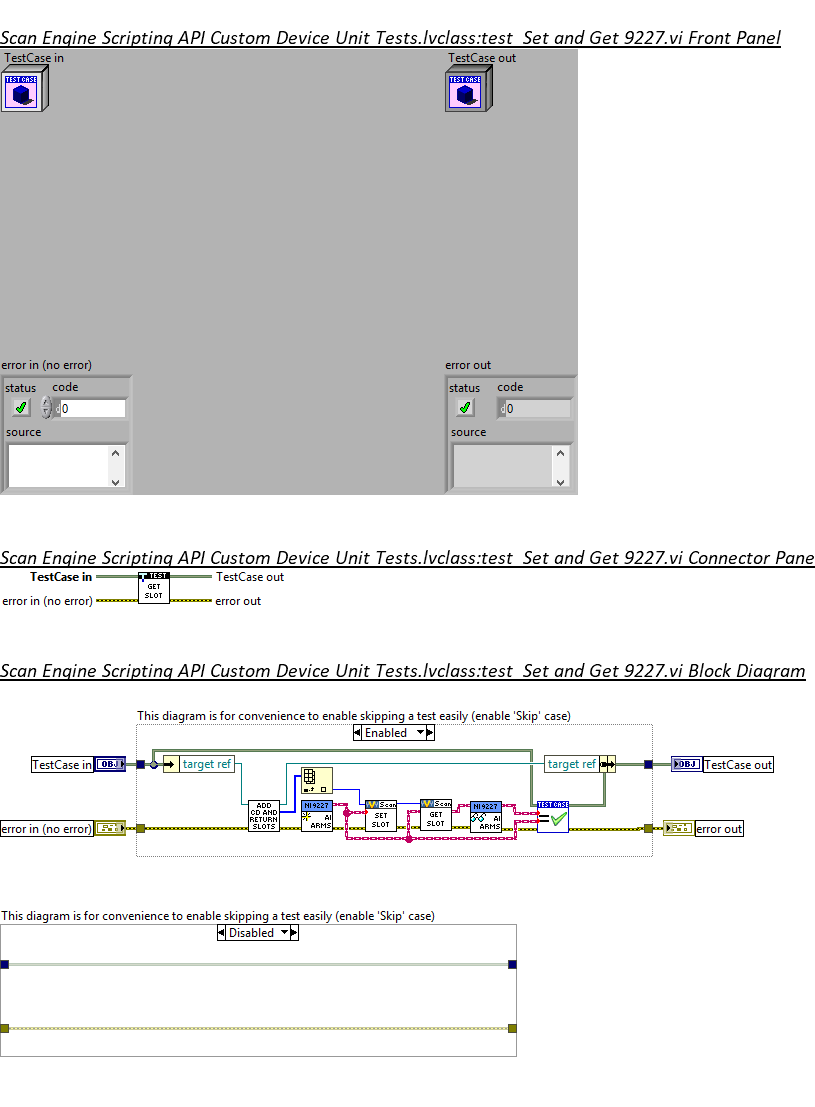 Scan Engine Scripting API Custom Device Unit Tests.lvclass:test  Set and Get 9227.vi Front Panel
TestCase in
TestCase out
TEST CASE
TEST CASE
error in (no error)
error out
status
code
status
code
d
0
d
0
source
source
Scan Engine Scripting API Custom Device Unit Tests.lvclass:test  Set and Get 9227.vi Connector Pane
TestCase in
TEST
TestCase out
GET
SLOT
error in (no error)
error out
Scan Engine Scripting API Custom Device Unit Tests.lvclass:test  Set and Get 9227.vi Block Diagram
This diagram is for convenience to enable skipping a test easily (enable 'Skip' case)
Enabled
TestCase in
OBJ
target ref
target ref
OBJ
TestCase out
ADD
CD AND
RETURN
SLOTS
NI 9227
AI
ARMS
Scan
SET
SLOT
Scan
GET
SLOT
NI 9227
AI
ARMS
TEST CASE
=
error in (no error)
error out
This diagram is for convenience to enable skipping a test easily (enable 'Skip' case)
Disabled